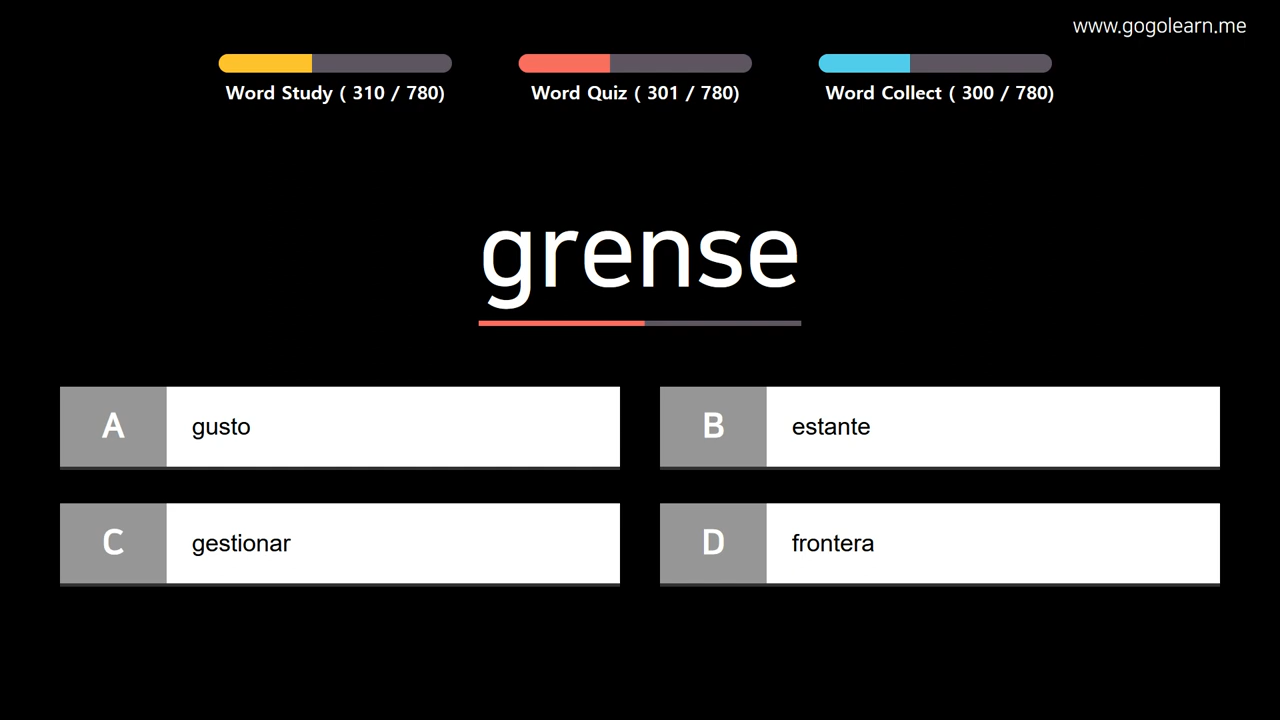 www.gogolearn.me
Word Study ( 310 / 780)
Word Quiz ( 301 / 780)
Word Collect ( 300 / 780)
grense
A gusto
B estante
C gestionar
D frontera